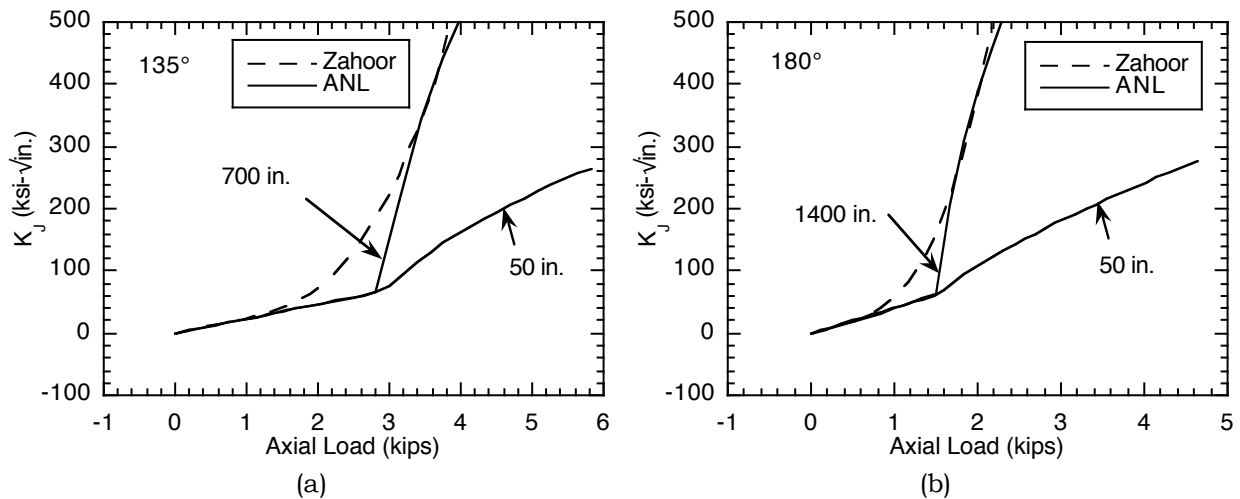 500
400
300
200
100
0
-100
K_J (ksi-√in.)
135°
Zahoor
ANL
700 in.
50 in.
-1 0 1 2 3 4 5 6
Axial Load (kips)
(a)
500
400
300
200
100
0
-100
K_J (ksi-√in.)
180°
Zahoor
ANL
1400 in.
50 in.
-1 0 1 2 3 4 5
Axial Load (kips)
(b)